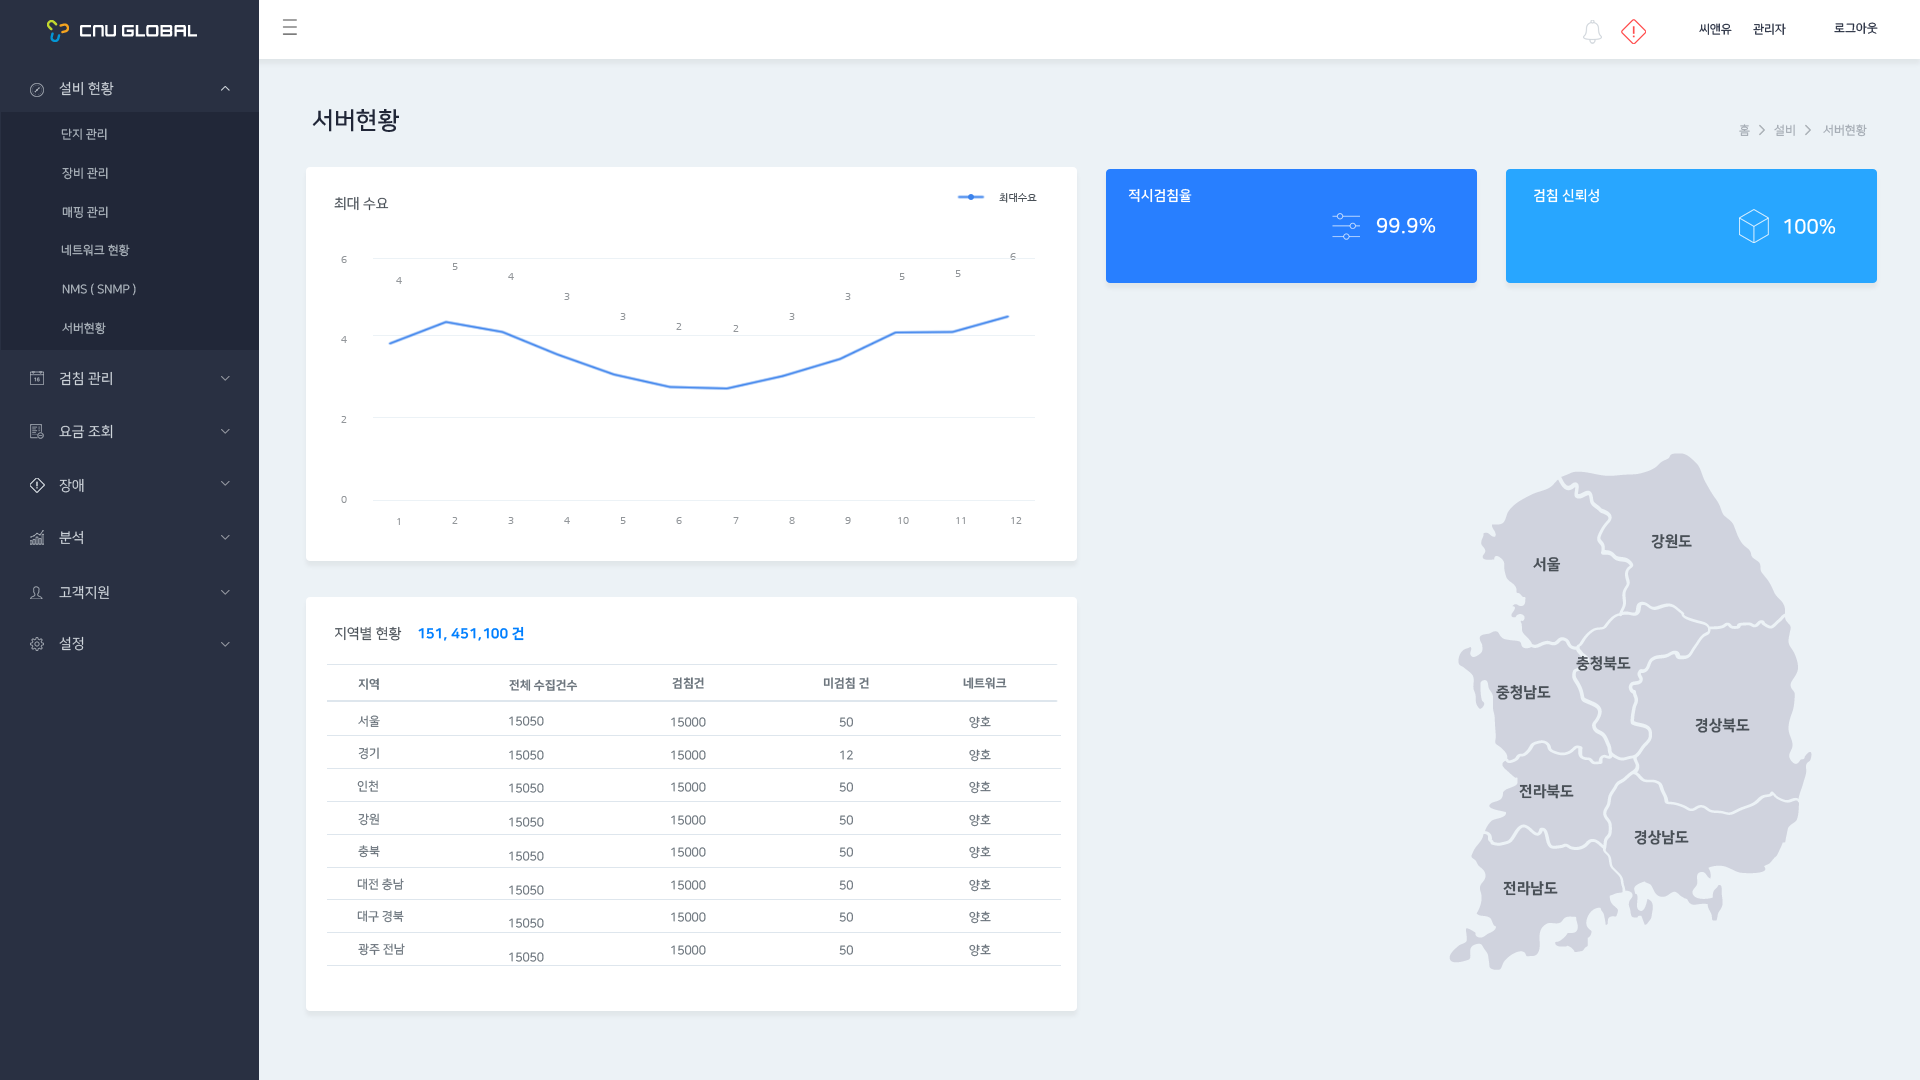 CNU GLOBAL
설비 현황
단지 관리
장비 관리
매핑 관리
네트워크 현황
NMS ( SNMP )
서버현황
검침 관리
요금 조회
장애
분석
고객지원
설정
씨앤유 관리자 로그아웃
서버현황
홈 > 설비 > 서버현황
최대 수요
최대수요
6
4
2
0
4 5 4 3 3 2 2 3 3 5 5 6
1 2 3 4 5 6 7 8 9 10 11 12
적시검침율
99.9%
검침 신뢰성
100%
지역별 현황 151, 451,100 건
지역 전체 수집건수 검침건 미검침 건 네트워크
서울 15050 15000 50 양호
경기 15050 15000 12 양호
인천 15050 15000 50 양호
강원 15050 15000 50 양호
충북 15050 15000 50 양호
대전 충남 15050 15000 50 양호
대구 경북 15050 15000 50 양호
광주 전남 15050 15000 50 양호
강원도
서울
충청북도
중청남도
경상북도
전라북도
경상남도
전라남도